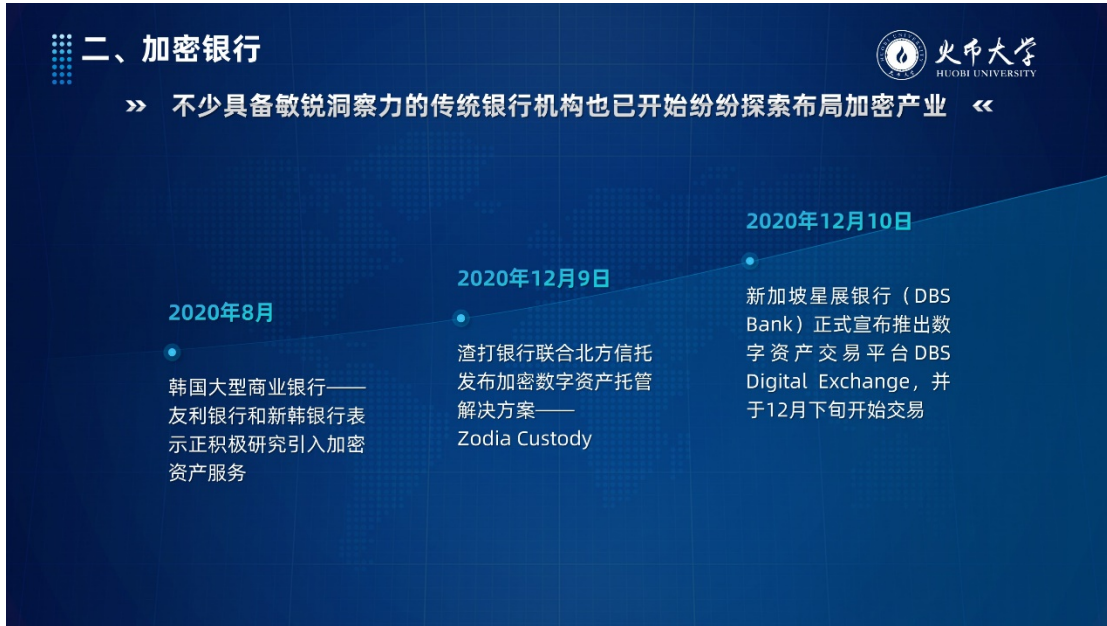 二、加密银行
火币大学
HUOBI UNIVERSITY
» 不少具备敏锐洞察力的传统银行机构也已开始纷纷探索布局加密产业 «
2020年8月
韩国大型商业银行——
友利银行和新韩银行表
示正积极研究引入加密
资产服务
2020年12月9日
渣打银行联合北方信托
发布加密数字资产托管
解决方案——
Zodia Custody
2020年12月10日
新加坡星展银行（DBS
Bank）正式宣布推出数
字资产交易平台DBS
Digital Exchange，并
于12月下旬开始交易